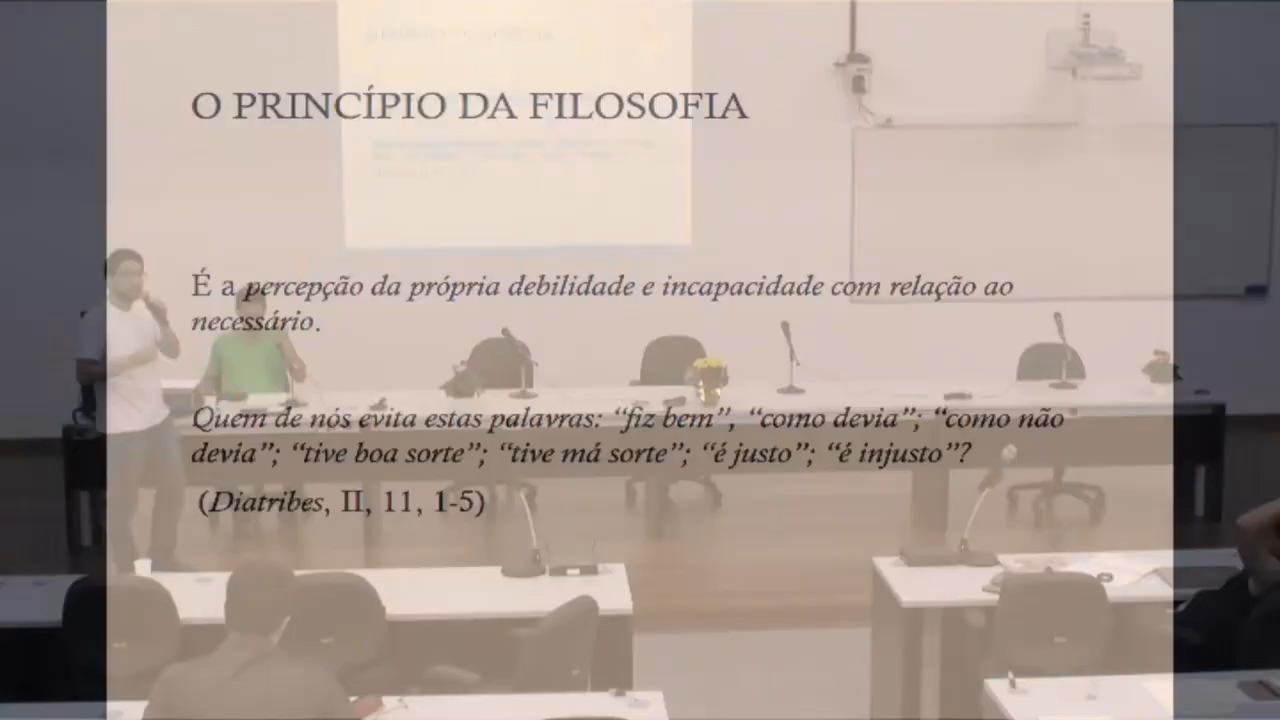 O PRINCÍPIO DA FILOSOFIA
É a percepção da própria debilidade e incapacidade com relação ao
necessário.
Quem de nós evita estas palavras: “fiz bem”, “como devia”; “como não
devia”; “tive boa sorte”; “tive má sorte”; “é justo”; “é injusto”?
(Diatribes, II, 11, 1-5)